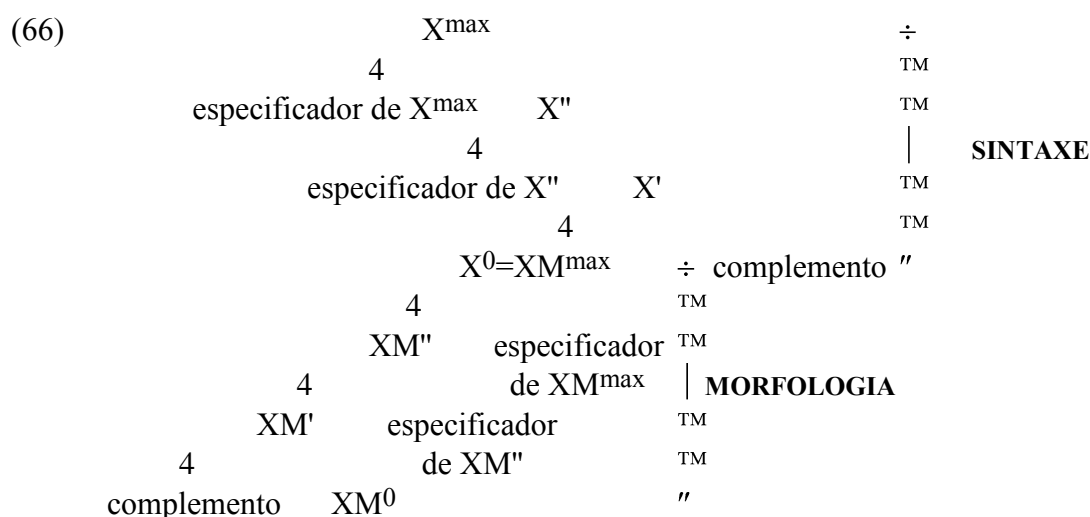 (66) Xmax ÷
4 ™
especificador de Xmax X" ™
4 | SINTAXE
especificador de X" X' ™
4 ™
X0=XMmax ÷ complemento ″
4 ™
XM" especificador ™
4 de XMmax | MORFOLOGIA
XM' especificador ™
4 de XM" ™
complemento XM0 ″